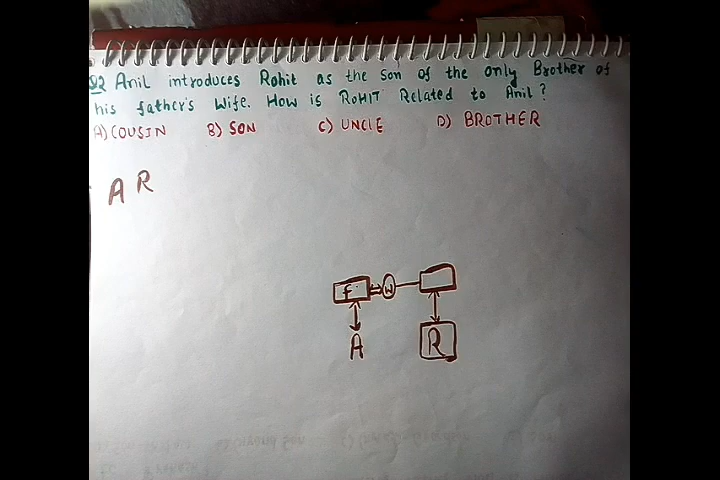 Q2 Anil introduces Rohit as the son of the only Brother of
his father's Wife. How is ROHIT Related to Anil?
A) COUSIN B) SON C) UNCLE D) BROTHER
A R
F W
A R